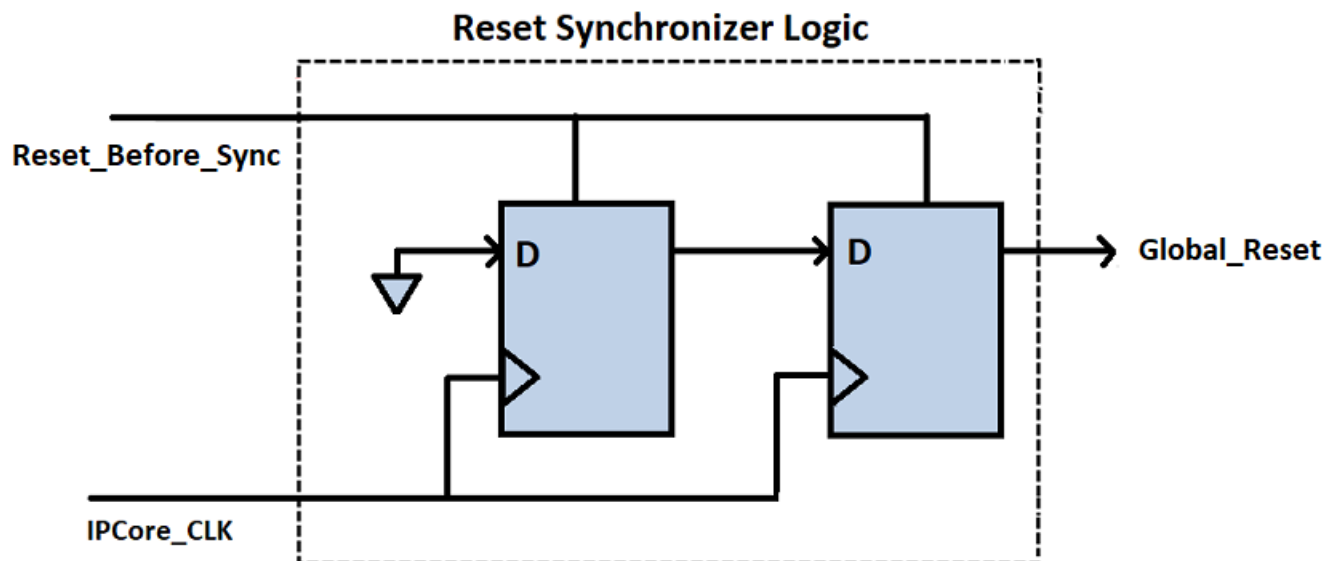 Reset Synchronizer Logic
Reset_Before_Sync
D
D
Global_Reset
IPCore_CLK